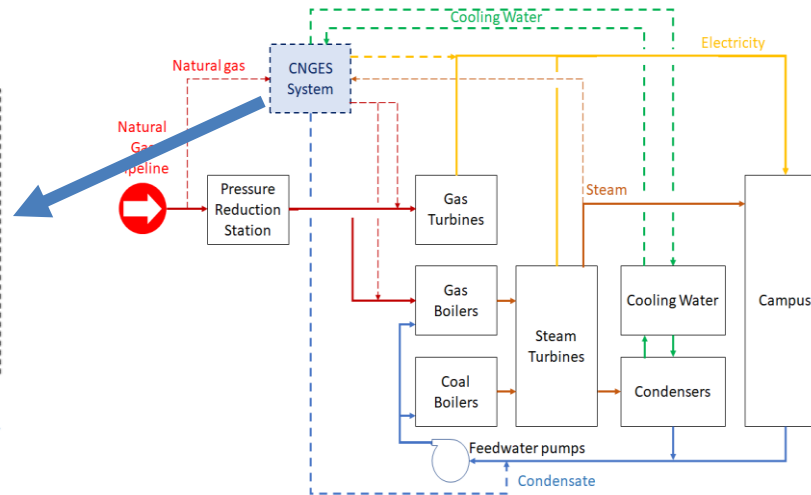 Cooling Water
Electricity
Natural gas
CNGES
System
Natural
Gas
Pipeline
Pressure
Reduction
Station
Gas
Turbines
Steam
Gas
Boilers
Steam
Turbines
Cooling Water
Campus
Coal
Boilers
Condensers
Feedwater pumps
Condensate